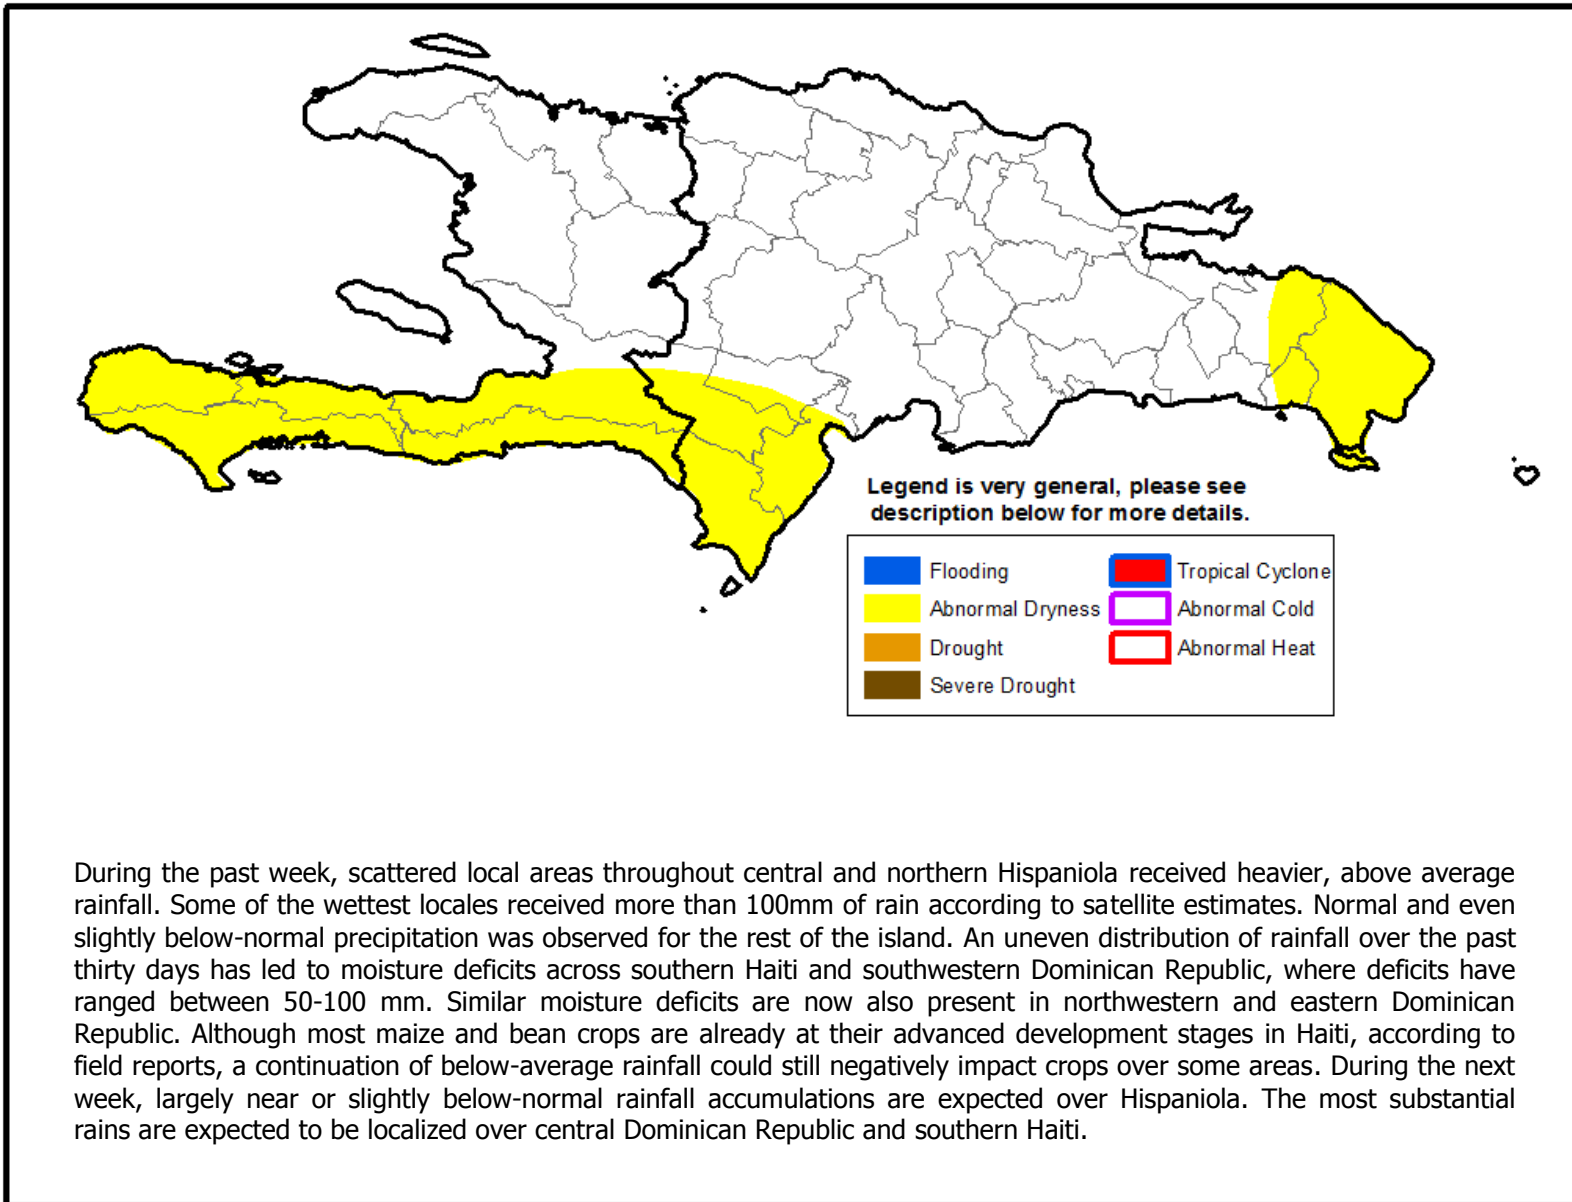 Legend is very general, please see
description below for more details.
Flooding
Tropical Cyclone
Abnormal Dryness
Abnormal Cold
Drought
Abnormal Heat
Severe Drought
During the past week, scattered local areas throughout central and northern Hispaniola received heavier, above average
rainfall. Some of the wettest locales received more than 100mm of rain according to satellite estimates. Normal and even
slightly below-normal precipitation was observed for the rest of the island. An uneven distribution of rainfall over the past
thirty days has led to moisture deficits across southern Haiti and southwestern Dominican Republic, where deficits have
ranged between 50-100 mm. Similar moisture deficits are now also present in northwestern and eastern Dominican
Republic. Although most maize and bean crops are already at their advanced development stages in Haiti, according to
field reports, a continuation of below-average rainfall could still negatively impact crops over some areas. During the next
week, largely near or slightly below-normal rainfall accumulations are expected over Hispaniola. The most substantial
rains are expected to be localized over central Dominican Republic and southern Haiti.